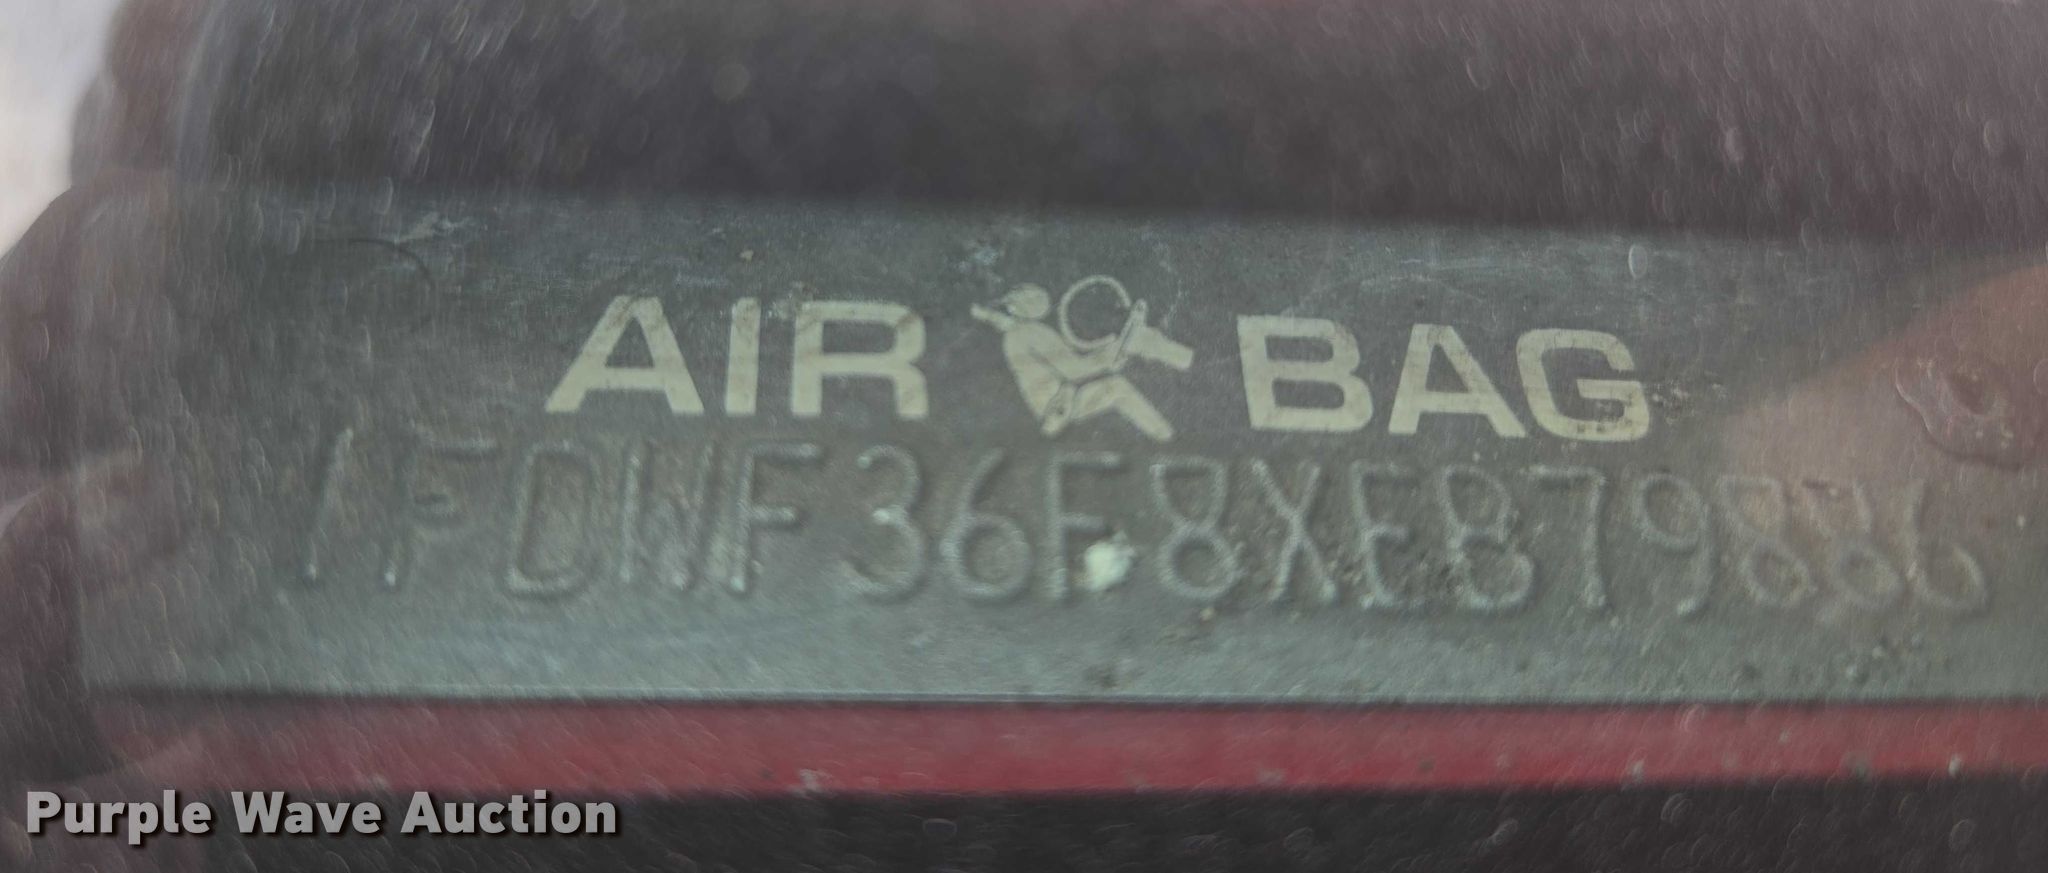 AIR BAG
1FDWF36F8XEB79886
Purple Wave Auction